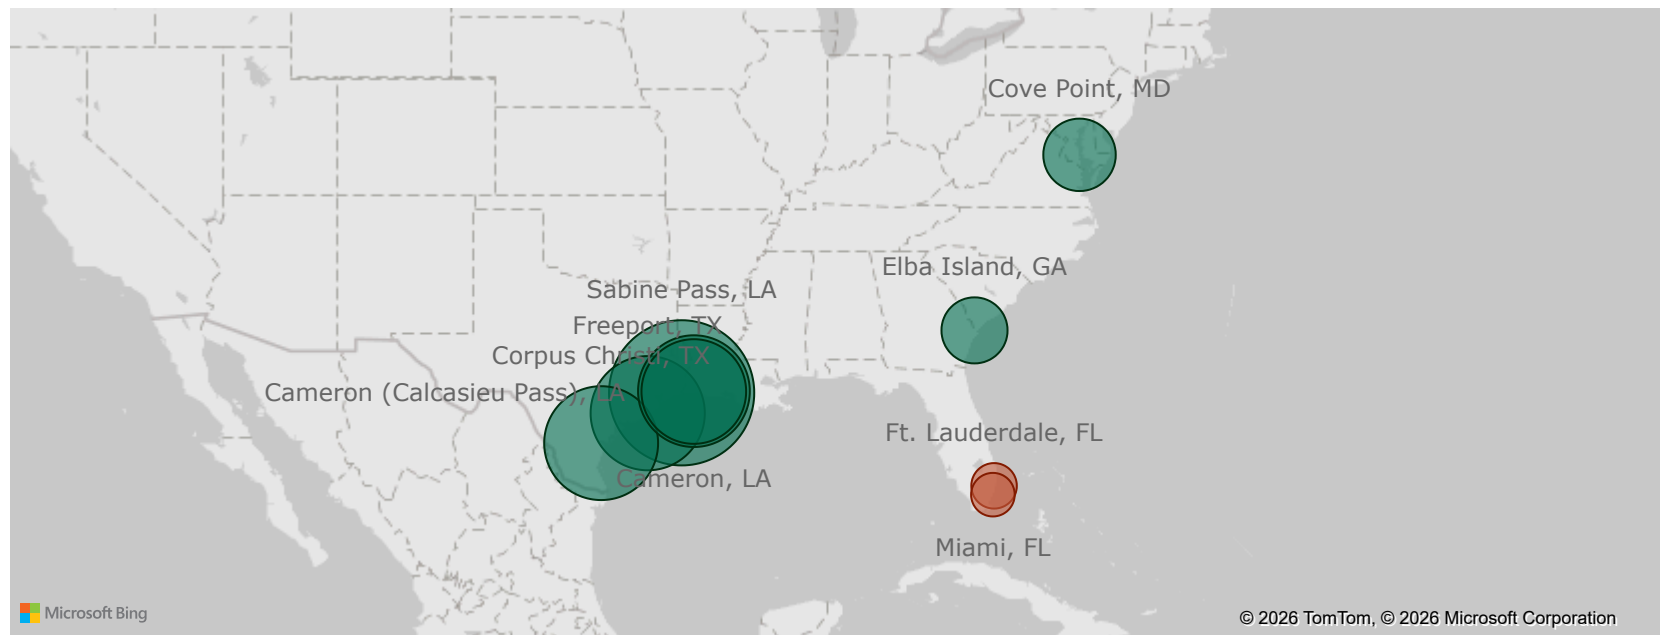 Cove Point, MD
Elba Island, GA
Sabine Pass, LA
Freeport, TX
Corpus Christi, TX
Cameron (Calcasieu Pass), LA
Ft. Lauderdale, FL
Cameron, LA
Miami, FL
Microsoft Bing
© 2026 TomTom, © 2026 Microsoft Corporation